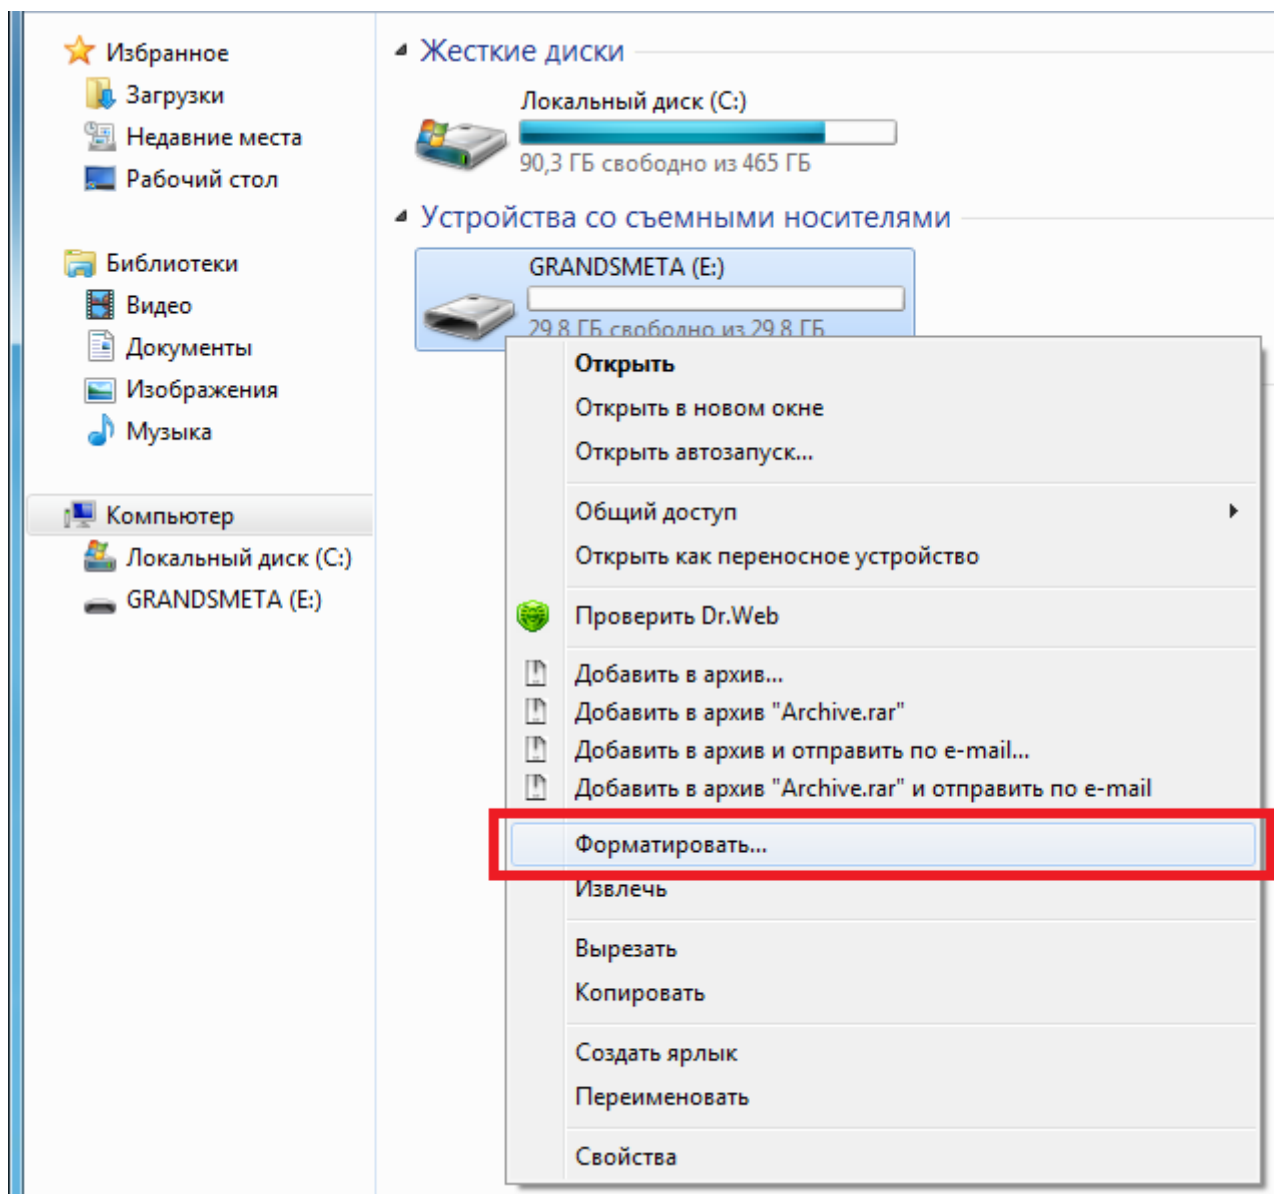 Избранное
Загрузки
Недавние места
Рабочий стол
Библиотеки
Видео
Документы
Изображения
Музыка
Компьютер
Локальный диск (C:)
GRANDSMETA (E:)
Жесткие диски
Локальный диск (C:)
90,3 ГБ свободно из 465 ГБ
Устройства со съемными носителями
GRANDSMETA (E:)
29,8 ГБ свободно из 29,8 ГБ
Открыть
Открыть в новом окне
Открыть автозапуск...
Общий доступ
Открыть как переносное устройство
Проверить Dr.Web
Добавить в архив...
Добавить в архив "Archive.rar"
Добавить в архив и отправить по e-mail...
Добавить в архив "Archive.rar" и отправить по e-mail
Форматировать...
Извлечь
Вырезать
Копировать
Создать ярлык
Переименовать
Свойства